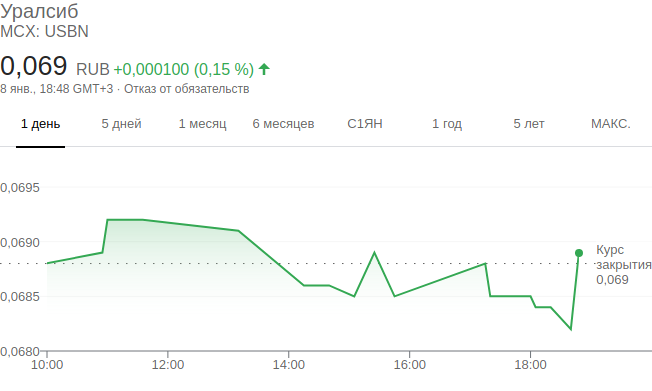 Уралсиб
MCX: USBN
0,069 RUB +0,000100 (0,15 %)
8 янв., 18:48 GMT+3 · Отказ от обязательств
1 день 5 дней 1 месяц 6 месяцев С1ЯН 1 год 5 лет МАКС.
0,0695
0,0690
Курс
закрытия
0,069
0,0685
0,0680
10:00 12:00 14:00 16:00 18:00